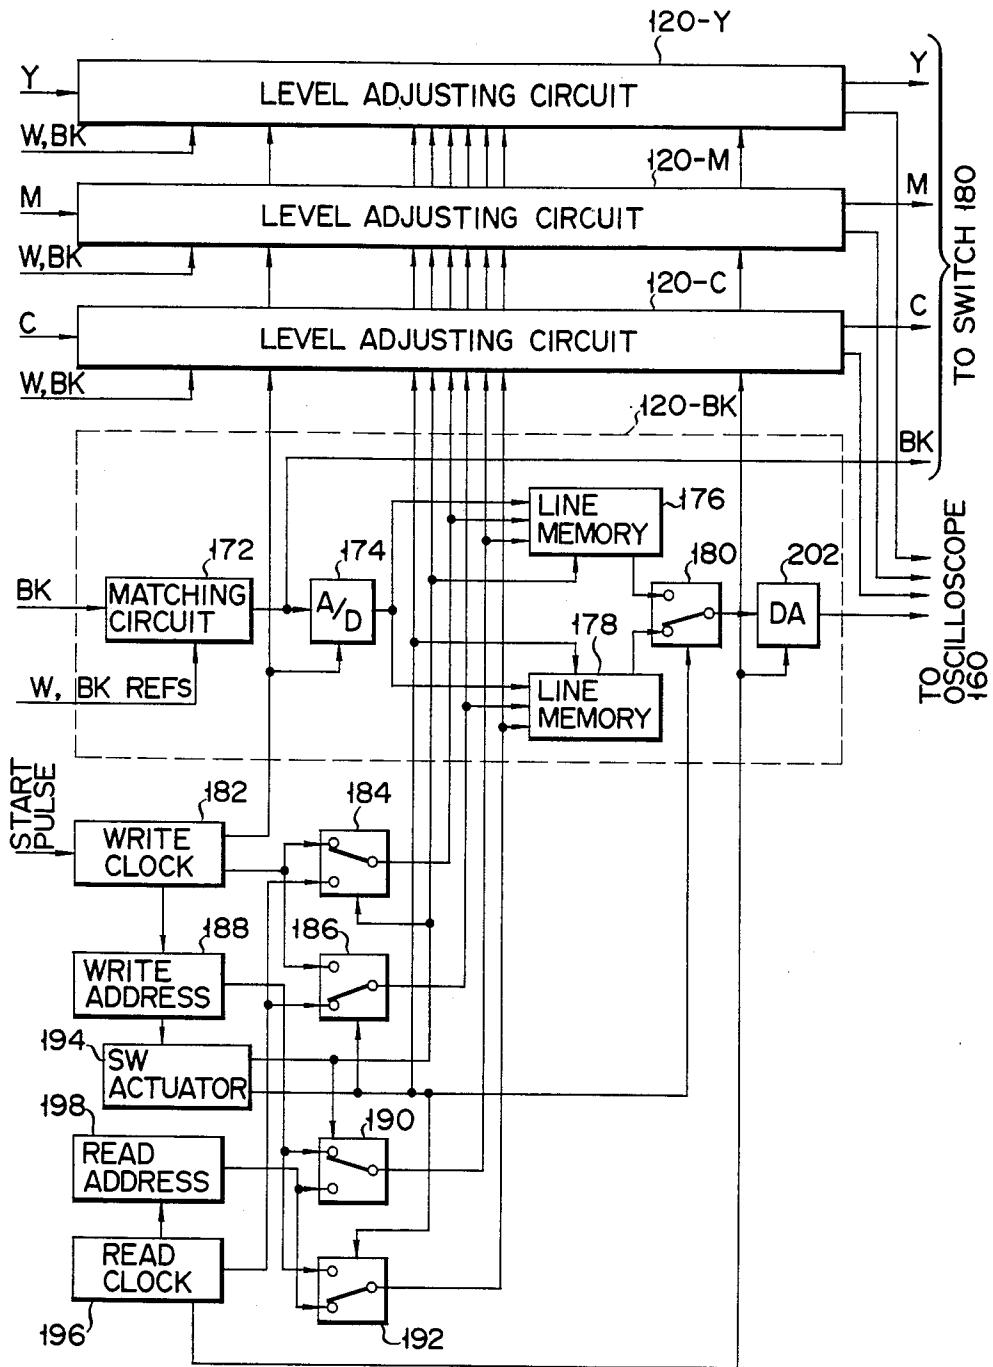 120-Y
Y
LEVEL ADJUSTING CIRCUIT
Y
W, BK
120-M
M
LEVEL ADJUSTING CIRCUIT
M
W, BK
120-C
C
LEVEL ADJUSTING CIRCUIT
C
W, BK
TO SWITCH 180
120-BK
BK
LINE
MEMORY
176
172
174
180
202
BK
MATCHING
CIRCUIT
A/D
DA
178
W, BK REFS
LINE
MEMORY
TO
OSCILLOSCOPE
160
START
PULSE
182
184
WRITE
CLOCK
188
186
WRITE
ADDRESS
194
SW
ACTUATOR
198
190
READ
ADDRESS
READ
CLOCK
196
192